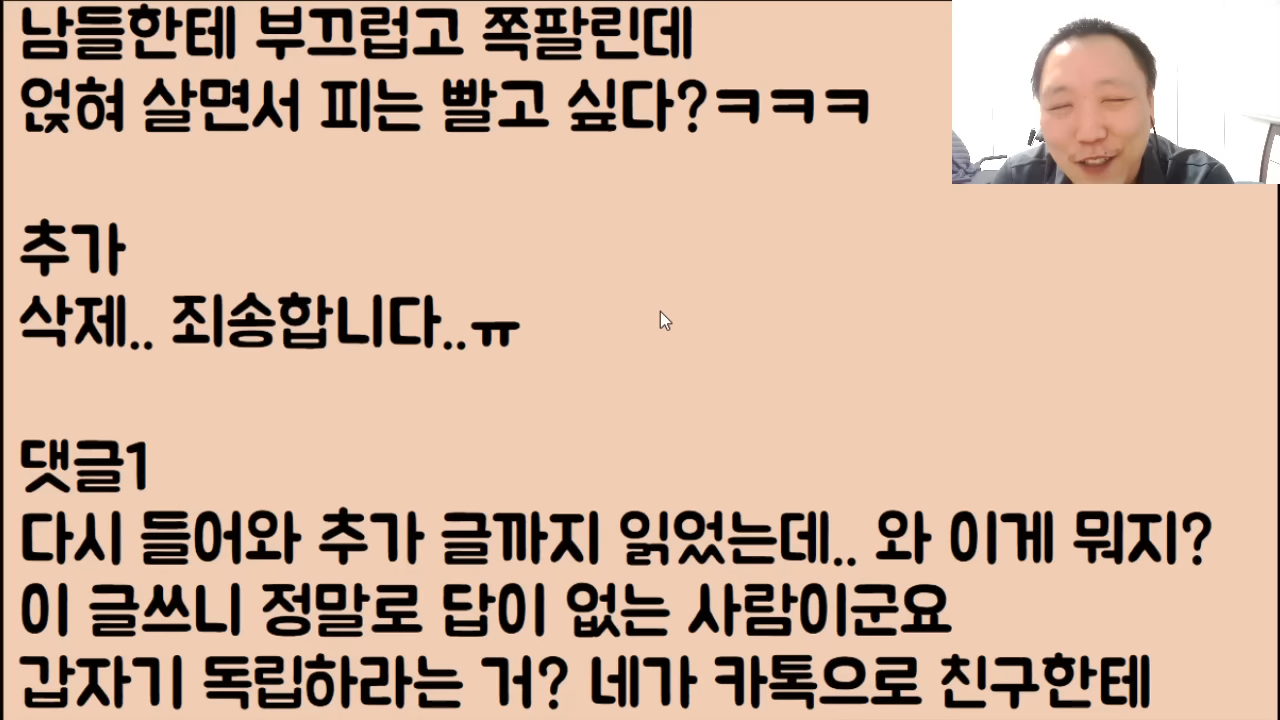 남들한테 부끄럽고 쪽팔린데
얹혀 살면서 피는 빨고 싶다?ㅋㅋㅋ
추가
삭제.. 죄송합니다..ㅠ
댓글1
다시 들어와 추가 글까지 읽었는데.. 와 이게 뭐지?
이 글쓰니 정말로 답이 없는 사람이군요
갑자기 독립하라는 거? 네가 카톡으로 친구한테